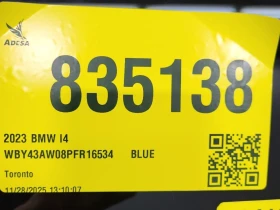 ADESA
835138
2023 BMW I4
WBY43AW08PFR16534 BLUE
Toronto
11/28/2025 13:10:07